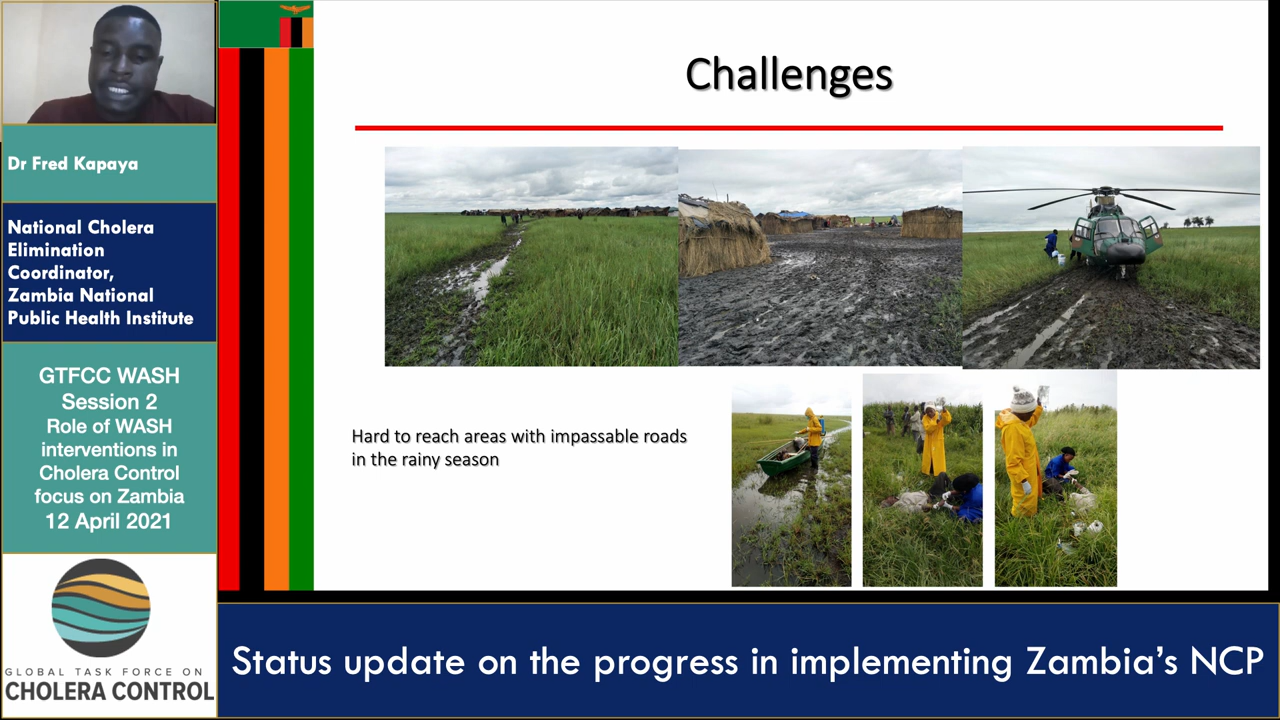 Dr Fred Kapaya
National Cholera
Elimination
Coordinator,
Zambia National
Public Health Institute
GTFCC WASH
Session 2
Role of WASH
interventions in
Cholera Control
focus on Zambia
12 April 2021
GLOBAL TASK FORCE ON
CHOLERA CONTROL
Challenges
Hard to reach areas with impassable roads
in the rainy season
Status update on the progress in implementing Zambia’s NCP